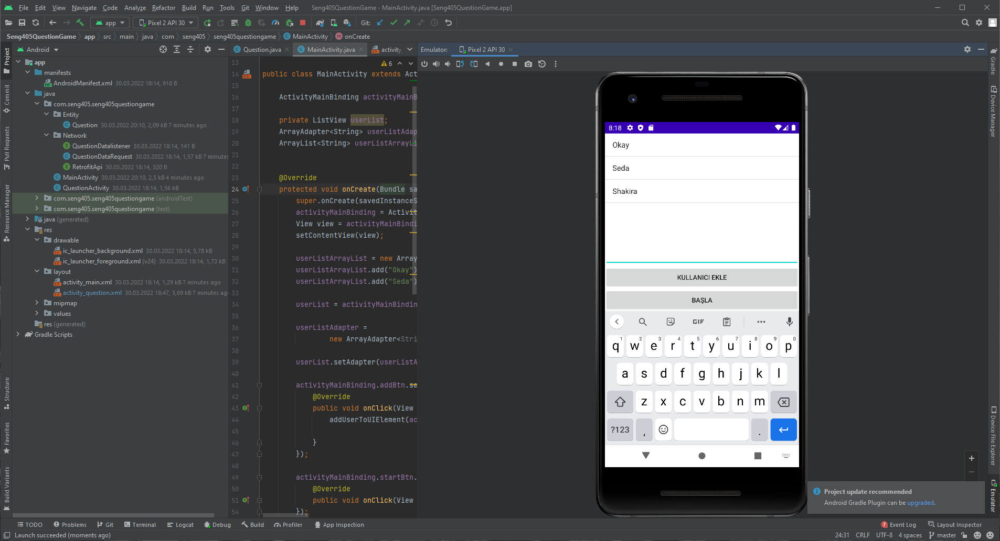 File Edit View Navigate Code Analyze Refactor Build Run Tools Git Window Help Seng405QuestionGame - MainActivity.java [Seng405QuestionGame.app]
app Pixel 2 API 30 Git:
Seng405QuestionGame app src main java com seng405 seng405questiongame MainActivity onCreate
Android
Question.java MainActivity.java activity
Emulator: Pixel 2 API 30
Project
Commit
Pull Requests
Resource Manager
Structure
Favorites
Build Variants
app
manifests
AndroidManifest.xml 30.03.2022 18:14, 918 B
java
com.seng405.seng405questiongame
Entity
Question 30.03.2022 20:10, 2,09 kB 7 minutes ago
Network
QuestionDatalistener 30.03.2022 18:14, 141 B
QuestionDataRequest 30.03.2022 18:14, 1,57 kB 7 minutes
RetrofitApi 30.03.2022 18:14, 320 B
MainActivity 30.03.2022 20:10, 2,5 kB 4 minutes ago
QuestionActivity 30.03.2022 18:14, 1,56 kB
com.seng405.seng405questiongame (androidTest)
com.seng405.seng405questiongame (test)
java (generated)
res
drawable
ic_launcher_background.xml 30.03.2022 18:14, 5,78 kB
ic_launcher_foreground.xml (v24) 30.03.2022 18:14, 1,73 kB
layout
activity_main.xml 30.03.2022 18:14, 1,29 kB 7 minutes ago
activity_question.xml 30.03.2022 18:47, 5,69 kB 7 minutes ago
mipmap
values
res (generated)
Gradle Scripts
6
13
14 public class MainActivity extends Act
15
16 ActivityMainBinding activityMainB
17
18 private ListView userList;
19 ArrayAdapter<String> userListAdap
20 ArrayList<String> userListArrayLi
21
22
23 @Override
24 protected void onCreate(Bundle sa
25 super.onCreate(savedInstanceS
26 activityMainBinding = Activit
27 View view = activityMainBindi
28 setContentView(view);
29
30 userListArrayList = new Array
31 userListArrayList.add("Okay")
32 userListArrayList.add("Seda")
33
34 userList = activityMainBindin
35
36 userListAdapter =
37 new ArrayAdapter<Stri
38
39 userList.setAdapter(userListA
40
41 activityMainBinding.addBtn.se
42 @Override
43 public void onClick(View
44 addUserToUIElement(ac
45
46 }
47 });
48
49 activityMainBinding.startBtn.
50 @Override
51 public void onClick(View
54 });
8:18
Okay
Seda
Shakira
KULLANICI EKLE
BAŞLA
GIF
q1 w2 e3 r4 t5 y6 u7 i8 o9 p0
a s d f g h j k l
z x c v b n m
?123 , .
Gradle
Device Manager
Device File Explorer
Emulator
Project update recommended
Android Gradle Plugin can be upgraded.
TODO Problems Git Terminal Logcat Debug Build Profiler App Inspection 7 Event Log Layout Inspector
Launch succeeded (moments ago) 24:31 CRLF UTF-8 4 spaces master